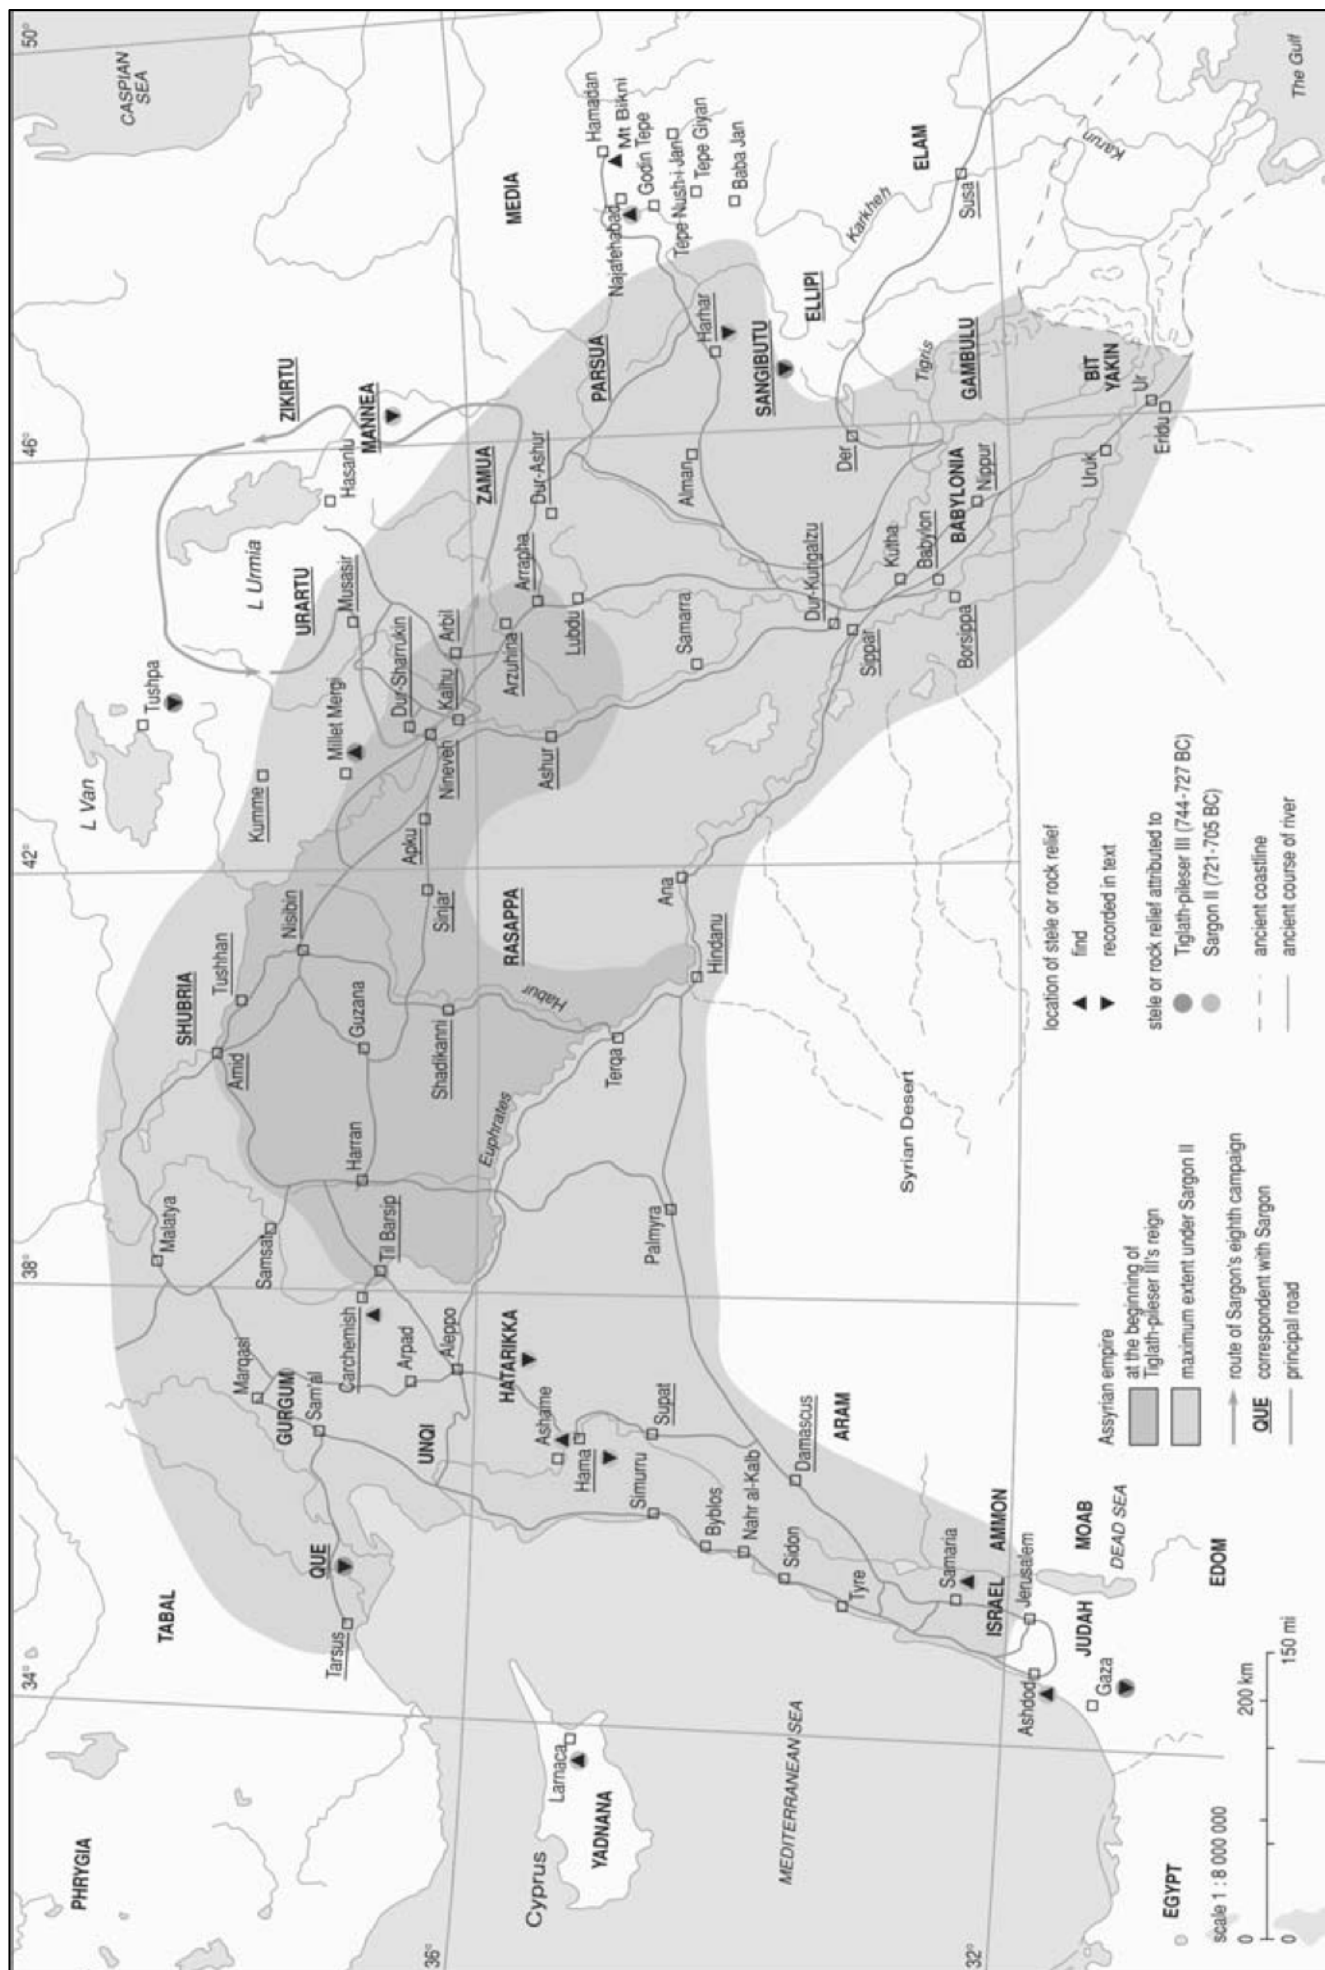 34°
38°
42°
46°
50°
36°
32°
PHRYGIA
TABAL
CASPIAN
SEA
L Van
Tushpa
L Urmia
ZIKIRTU
MANNEA
Hasanlu
URARTU
Musasir
Kumme
Millet Mergi
Dur-Sharrukin
Malatya
SHUBRIA
Amid
Tushhan
Nisibin
Marqasi
GURGUM
Sam'al
Samsat
QUE
Tarsus
Carchemish
Til Barsip
Harran
Guzana
Arpad
Aleppo
UNQI
HATARIKKA
Shadikanni
Sinjar
Apku
Nineveh
Kalhu
Arbil
ZAMUA
MEDIA
RASAPPA
Habur
Euphrates
Ashur
Arzuhina
Arrapha
Dur-Ashur
Lubdu
PARSUA
Najafehabad
Hamadan
Mt Bikni
Godin Tepe
Tepe Nush-i Jan
Tepe Giyan
Baba Jan
Harhar
SANGIBUTU
ELLIPI
Karkheh
ELAM
Susa
Karun
The Gulf
Cyprus
Larnaca
YADNANA
Ashame
Hama
Supat
Simurru
Byblos
Nahr al-Kalb
Sidon
Tyre
Damascus
ARAM
Palmyra
Terqa
Hindanu
Ana
Samarra
Alman
Dur-Kurigalzu
Sippar
Der
Kutha
Babylon
Borsippa
BABYLONIA
Nippur
Tigris
GAMBULU
BIT
YAKIN
Uruk
Ur
Eridu
MEDITERRANEAN SEA
Syrian Desert
Samaria
ISRAEL
AMMON
Jerusalem
Ashdod
JUDAH
MOAB
DEAD SEA
Gaza
EDOM
EGYPT
scale 1 : 8 000 000
0
200 km
0
150 mi
Assyrian empire
at the beginning of
Tiglath-pileser III's reign
maximum extent under Sargon II
route of Sargon's eighth campaign
QUE correspondent with Sargon
principal road
location of stele or rock relief
find
recorded in text
stele or rock relief attributed to
Tiglath-pileser III (744-727 BC)
Sargon II (721-705 BC)
ancient coastline
ancient course of river